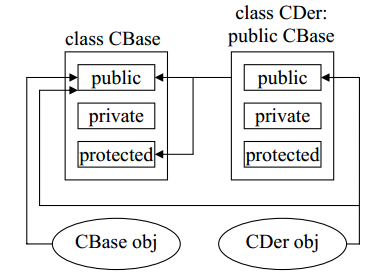 class CBase
public
private
protected
class CDer:
public CBase
public
private
protected
CBase obj
CDer obj